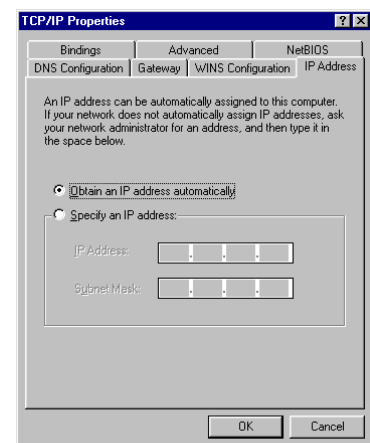 TCP/IP Properties
Bindings Advanced NetBIOS
DNS Configuration Gateway WINS Configuration IP Address
An IP address can be automatically assigned to this computer.
If your network does not automatically assign IP addresses, ask
your network administrator for an address, and then type it in
the space below.
Obtain an IP address automatically
Specify an IP address:
IP Address:
Subnet Mask:
OK Cancel